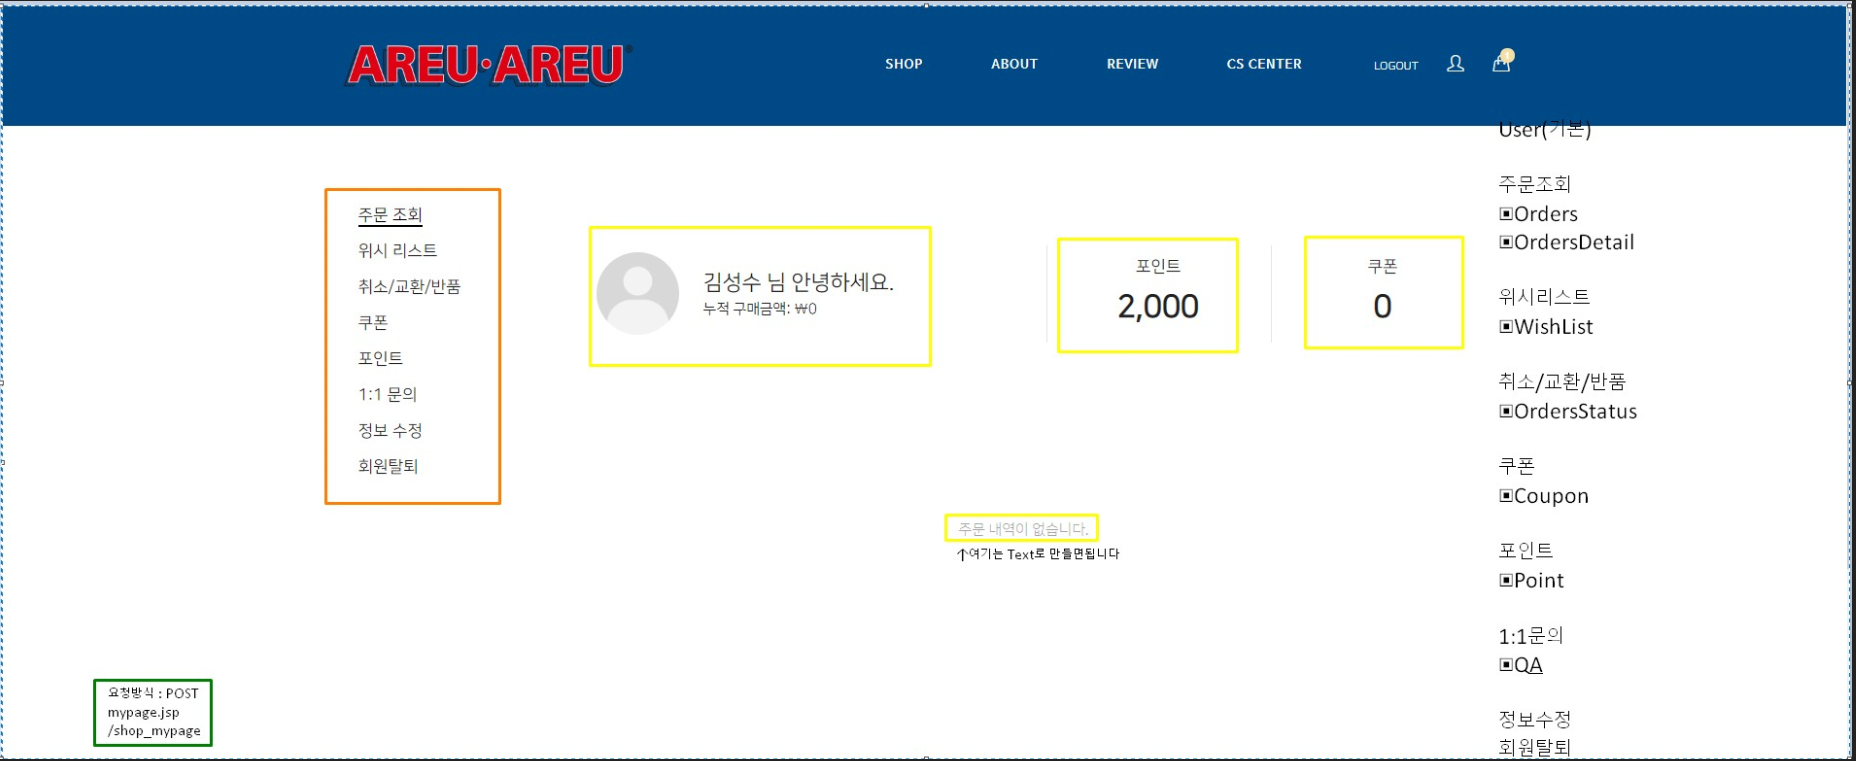 AREU·AREU®
SHOP
ABOUT
REVIEW
CS CENTER
LOGOUT
주문 조회
위시 리스트
취소/교환/반품
쿠폰
포인트
1:1 문의
정보 수정
회원탈퇴
김성수 님 안녕하세요.
누적 구매금액: ₩0
포인트
2,000
쿠폰
0
주문 내역이 없습니다.
↑여기는 Text로 만들면됩니다
요청방식 : POST
mypage.jsp
/shop_mypage
User(기본)
주문조회
▣Orders
▣OrdersDetail
위시리스트
▣WishList
취소/교환/반품
▣OrdersStatus
쿠폰
▣Coupon
포인트
▣Point
1:1문의
▣QA
정보수정
회원탈퇴